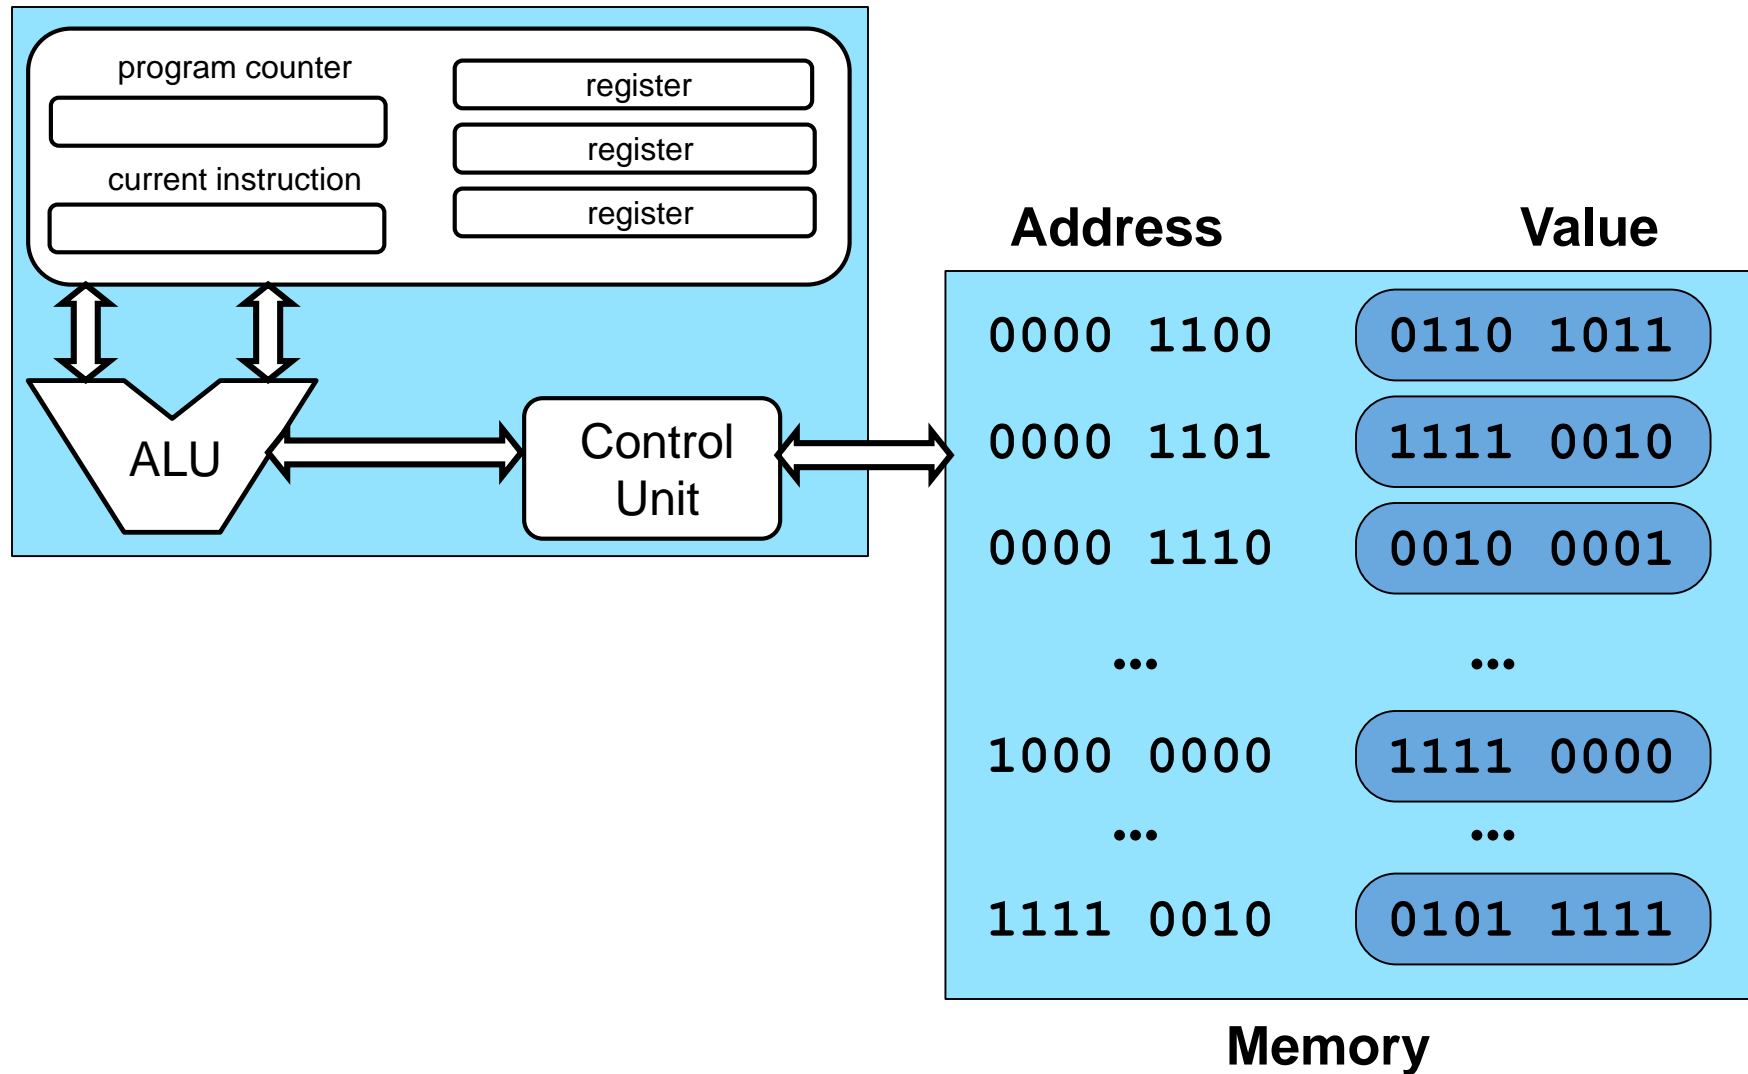 program counter
register
register
current instruction
register
ALU
Control
Unit
Address Value
0000 1100 0110 1011
0000 1101 1111 0010
0000 1110 0010 0001
... ...
1000 0000 1111 0000
... ...
1111 0010 0101 1111
Memory